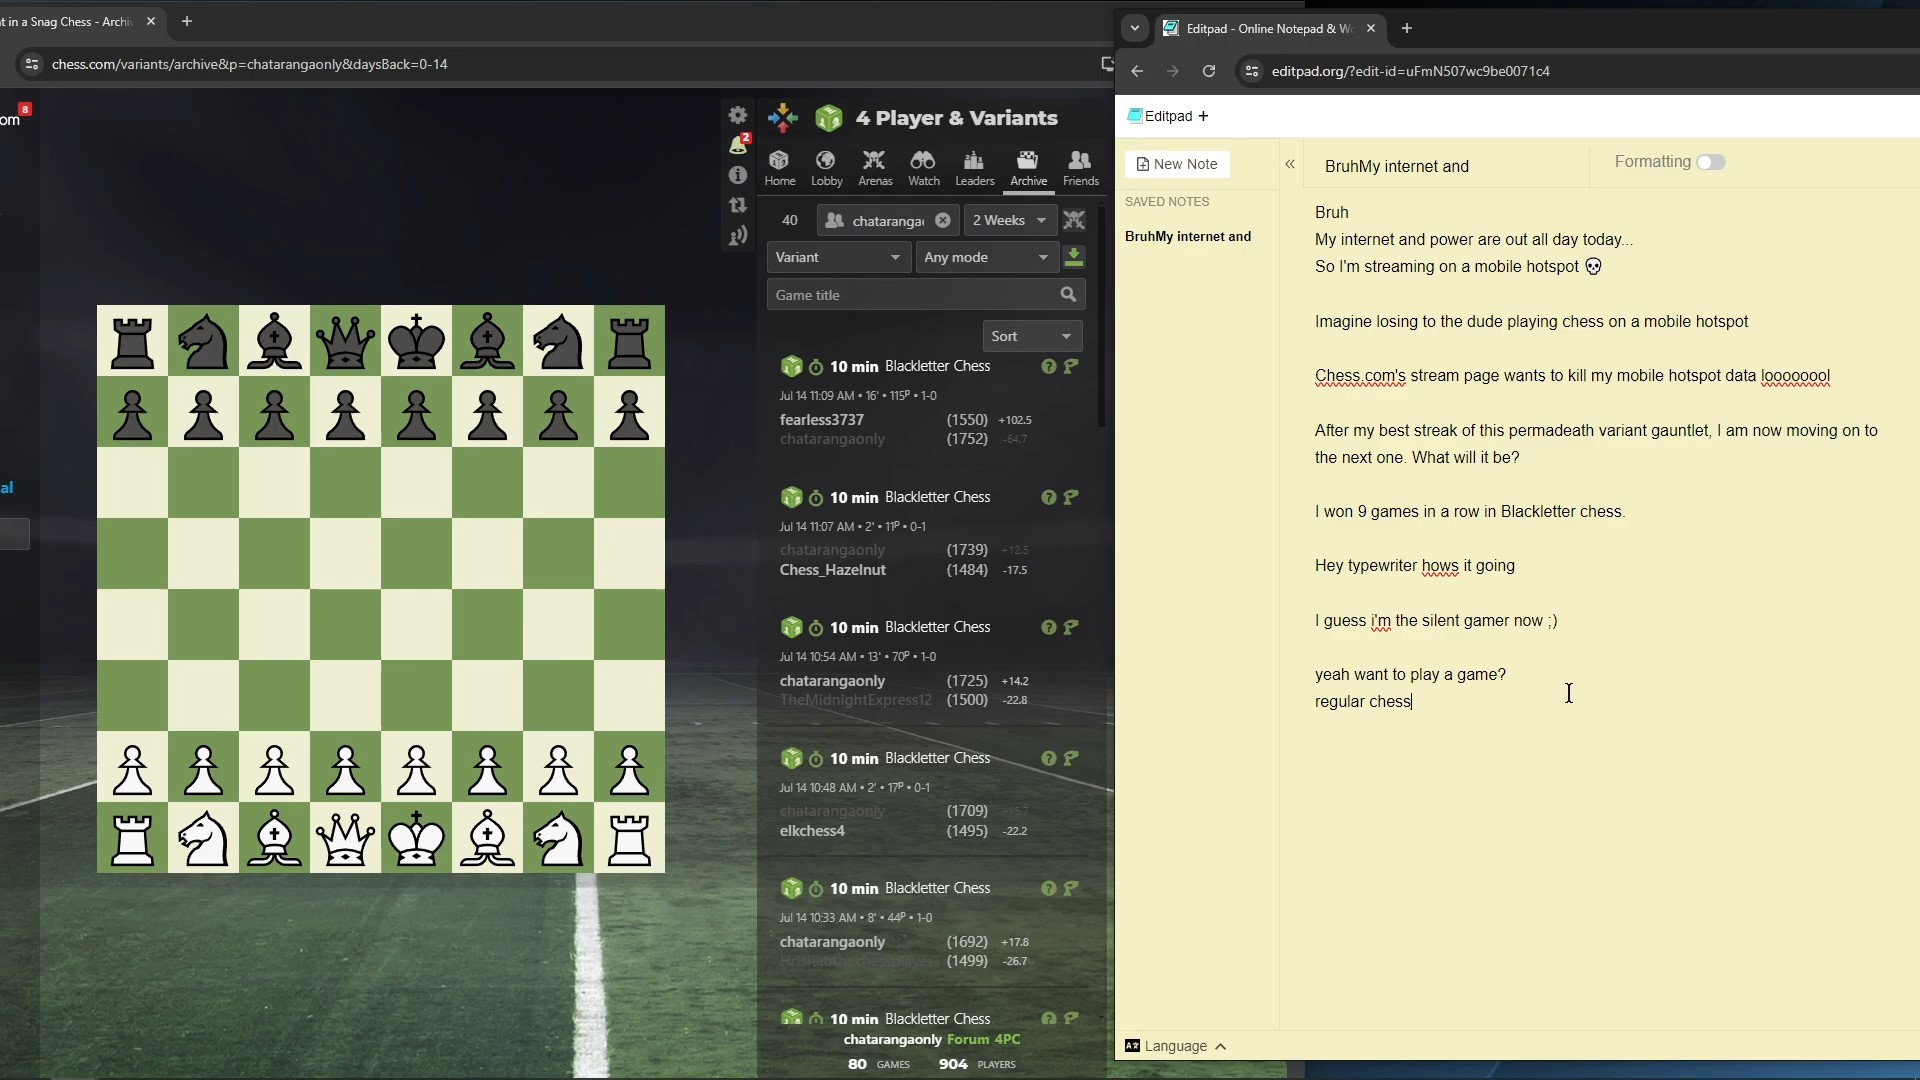 t in a Snag Chess - Archiv
chess.com/variants/archive&p=chatarangaonly&daysBack=0-14
om
8
al
2
4 Player & Variants
Home Lobby Arenas Watch Leaders Archive Friends
40 chataranga 2 Weeks
Variant Any mode
Game title
Sort
10 min Blackletter Chess
Jul 14 11:09 AM • 16' • 115P • 1-0
fearless3737 (1550) +102.5
chatarangaonly (1752) -64.7
10 min Blackletter Chess
Jul 14 11:07 AM • 2' • 11P • 0-1
chatarangaonly (1739) +12.5
Chess_Hazelnut (1484) -17.5
10 min Blackletter Chess
Jul 14 10:54 AM • 13' • 70P • 1-0
chatarangaonly (1725) +14.2
TheMidnightExpress12 (1500) -22.8
10 min Blackletter Chess
Jul 14 10:48 AM • 2' • 17P • 0-1
chatarangaonly (1709)
elkchess4 (1495) -22.2
10 min Blackletter Chess
Jul 14 10:33 AM • 8' • 44P • 1-0
chatarangaonly (1692) +17.8
(1499) -26.7
10 min Blackletter Chess
chatarangaonly Forum 4PC
80 GAMES 904 PLAYERS
Editpad - Online Notepad & Wo
editpad.org/?edit-id=uFmN507wc9be0071c4
Editpad +
New Note
SAVED NOTES
BruhMy internet and
BruhMy internet and
Formatting
Bruh
My internet and power are out all day today...
So I'm streaming on a mobile hotspot 💀
Imagine losing to the dude playing chess on a mobile hotspot
Chess.com's stream page wants to kill my mobile hotspot data loooooool
After my best streak of this permadeath variant gauntlet, I am now moving on to
the next one. What will it be?
I won 9 games in a row in Blackletter chess.
Hey typewriter hows it going
I guess i'm the silent gamer now ;)
yeah want to play a game?
regular chess
Language